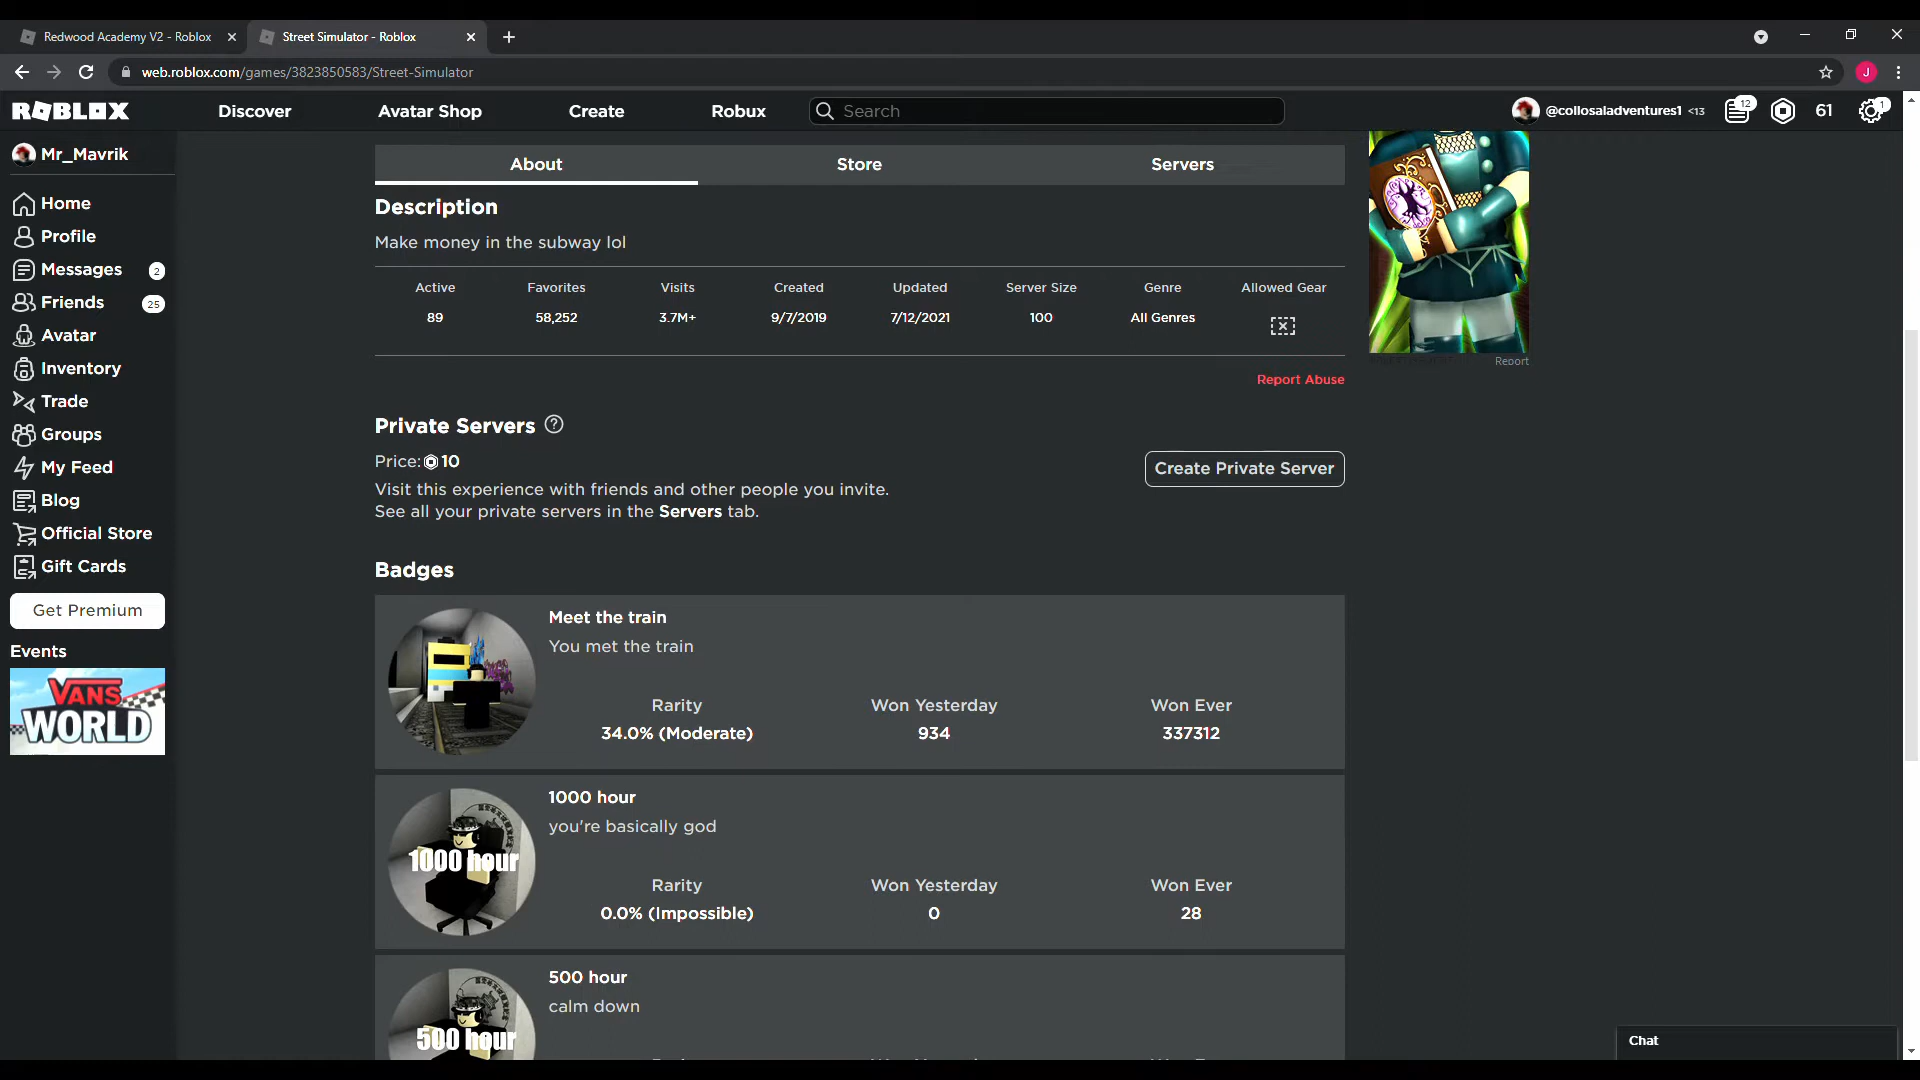 Redwood Academy V2 - Roblox
Street Simulator - Roblox
web.roblox.com/games/3823850583/Street-Simulator
J
ROBLOX
Discover
Avatar Shop
Create
Robux
Search
@collosaladventures1 <13
12
61
1
Mr_Mavrik
Home
Profile
Messages 2
Friends 25
Avatar
Inventory
Trade
Groups
My Feed
Blog
Official Store
Gift Cards
Get Premium
Events
VANS
WORLD
About
Store
Servers
Description
Make money in the subway lol
Active Favorites Visits Created Updated Server Size Genre Allowed Gear
89 58,252 3.7M+ 9/7/2019 7/12/2021 100 All Genres
Report Abuse
Report
Private Servers ?
Price: 10
Create Private Server
Visit this experience with friends and other people you invite.
See all your private servers in the Servers tab.
Badges
Meet the train
You met the train
Rarity Won Yesterday Won Ever
34.0% (Moderate) 934 337312
1000 hour
1000 hour
you're basically god
Rarity Won Yesterday Won Ever
0.0% (Impossible) 0 28
500 hour
500 hour
calm down
Chat